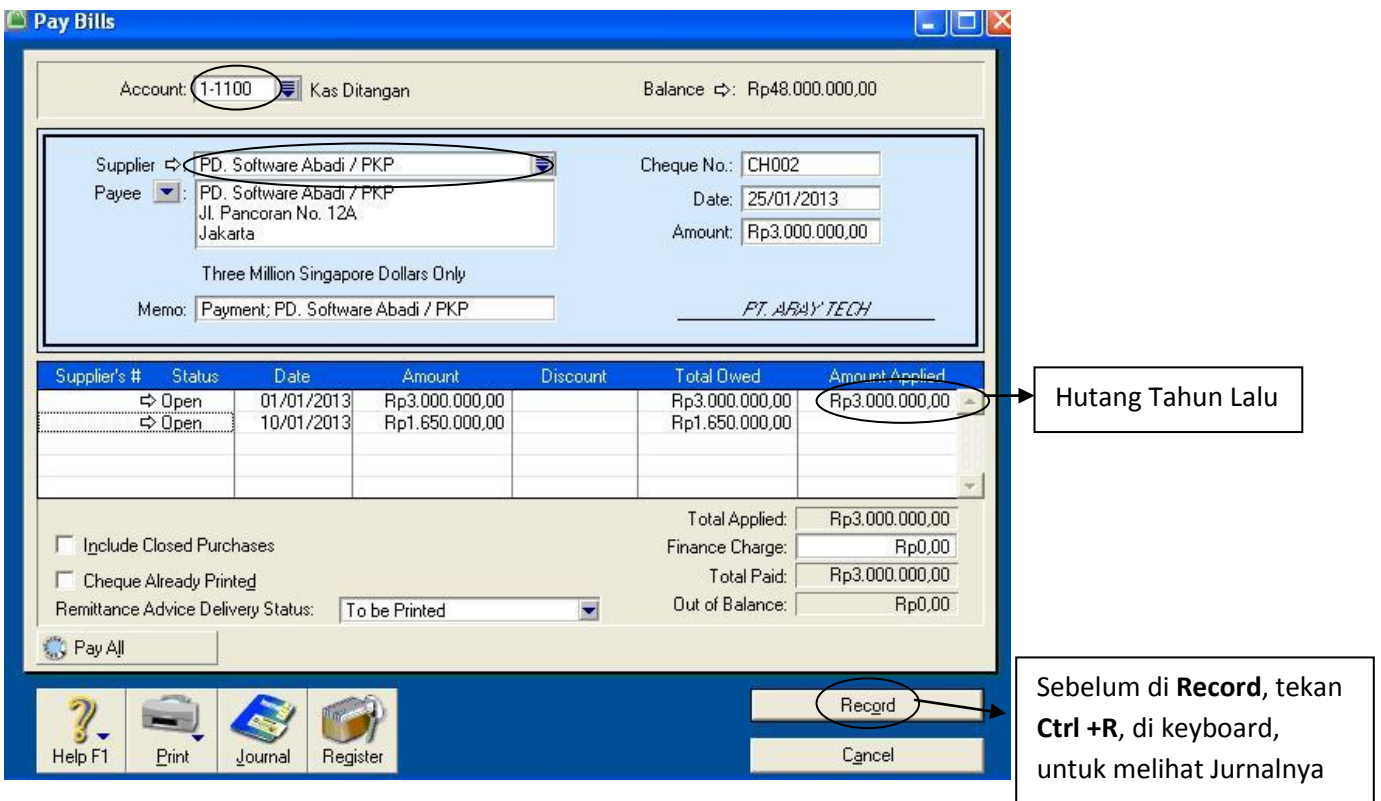 Pay Bills
Account: 1-1100 Kas Ditangan Balance ⇨: Rp48.000.000,00
Supplier ⇨: PD. Software Abadi / PKP Cheque No.: CH002
Payee : PD. Software Abadi / PKP Date: 25/01/2013
Jl. Pancoran No. 12A Amount: Rp3.000.000,00
Jakarta
Three Million Singapore Dollars Only
Memo: Payment; PD. Software Abadi / PKP PT. ABAY TECH
Supplier's # Status Date Amount Discount Total Owed Amount Applied
⇨ Open 01/01/2013 Rp3.000.000,00 Rp3.000.000,00 Rp3.000.000,00 Hutang Tahun Lalu
⇨ Open 10/01/2013 Rp1.650.000,00 Rp1.650.000,00
Total Applied: Rp3.000.000,00
Include Closed Purchases Finance Charge: Rp0,00
Cheque Already Printed Total Paid: Rp3.000.000,00
Remittance Advice Delivery Status: To be Printed Out of Balance: Rp0,00
Pay All
Record
Help F1 Print Journal Register Cancel
Sebelum di Record, tekan
Ctrl +R, di keyboard,
untuk melihat Jurnalnya